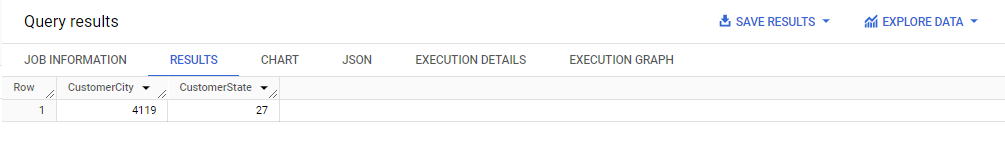 Query results SAVE RESULTS EXPLORE DATA
JOB INFORMATION RESULTS CHART JSON EXECUTION DETAILS EXECUTION GRAPH
Row CustomerCity CustomerState
1 4119 27